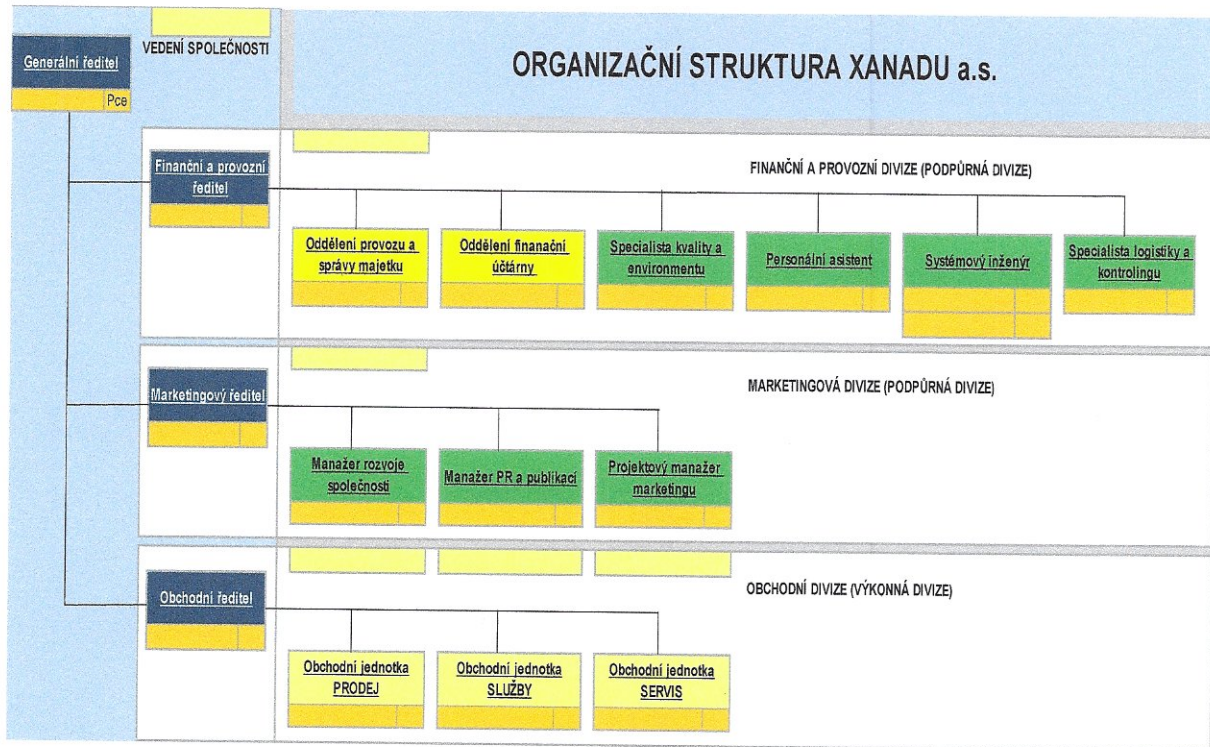 VEDENÍ SPOLEČNOSTI
ORGANIZAČNÍ STRUKTURA XANADU a.s.
Generální ředitel
Pce
Finanční a provozní
ředitel
FINANČNÍ A PROVOZNÍ DIVIZE (PODPŮRNÁ DIVIZE)
Oddělení provozu a
správy majetku
Oddělení finanační
účtárny
Specialista kvality a
environmentu
Personální asistent
Systémový inženýr
Specialista logistiky a
kontrolingu
Marketingový ředitel
MARKETINGOVÁ DIVIZE (PODPŮRNÁ DIVIZE)
Manažer rozvoje
společnosti
Manažer PR a publikací
Projektový manažer
marketingu
Obchodní ředitel
OBCHODNÍ DIVIZE (VÝKONNÁ DIVIZE)
Obchodní jednotka
PRODEJ
Obchodní jednotka
SLUŽBY
Obchodní jednotka
SERVIS